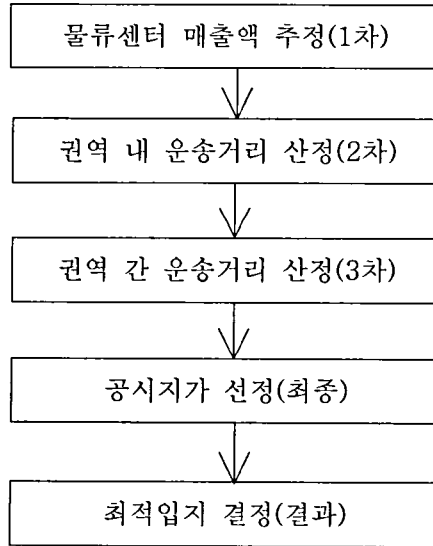 물류센터 매출액 추정(1차)
권역 내 운송거리 산정(2차)
권역 간 운송거리 산정(3차)
공시지가 선정(최종)
최적입지 결정(결과)